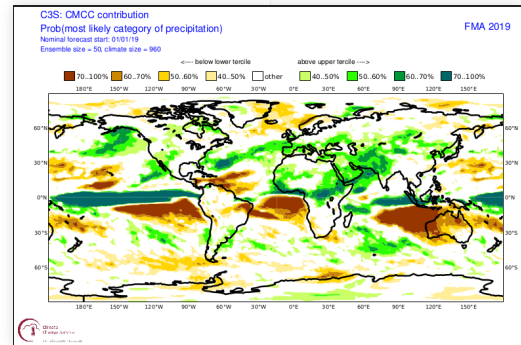 C3S: CMCC contribution
Prob(most likely category of precipitation)
FMA 2019
Nominal forecast start: 01/01/19
Ensemble size = 50, climate size = 960
<---- below lower tercile above upper tercile ---->
70..100% 60..70% 50..60% 40..50% other 40..50% 50..60% 60..70% 70..100%
180°W 150°W 120°W 90°W 60°W 30°W 0°E 30°E 60°E 90°E 120°E 150°E 180°E
60°N 60°N
30°N 30°N
0°N 0°N
30°S 30°S
60°S 60°S
180°W 150°W 120°W 90°W 60°W 30°W 0°E 30°E 60°E 90°E 120°E 150°E 180°E